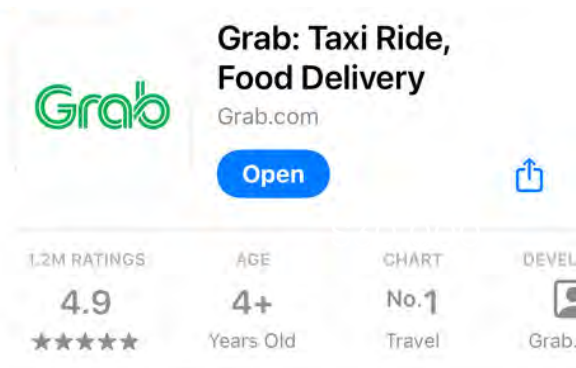 Grab
Grab: Taxi Ride,
Food Delivery
Grab.com
Open
1.2M RATINGS
AGE
CHART
DEVEL
4.9
4+
No.1
★★★★★
Years Old
Travel
Grab.